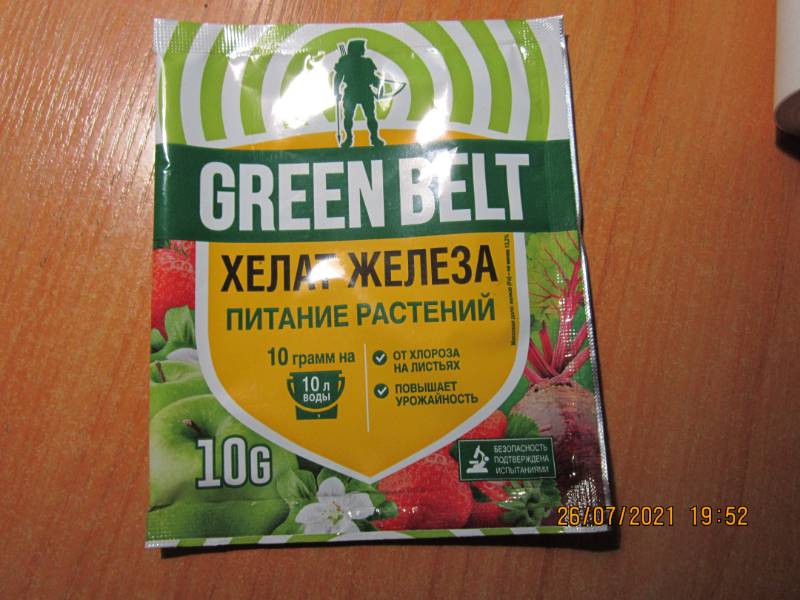 GREEN BELT
ХЕЛАТ ЖЕЛЕЗА
ПИТАНИЕ РАСТЕНИЙ
10 грамм на
10 л
ВОДЫ
ОТ ХЛОРОЗА
НА ЛИСТЬЯХ
ПОВЫШАЕТ
УРОЖАЙНОСТЬ
10G
БЕЗОПАСНОСТЬ
ПОДТВЕРЖДЕНА
ИСПЫТАНИЯМИ
26/07/2021 19:52